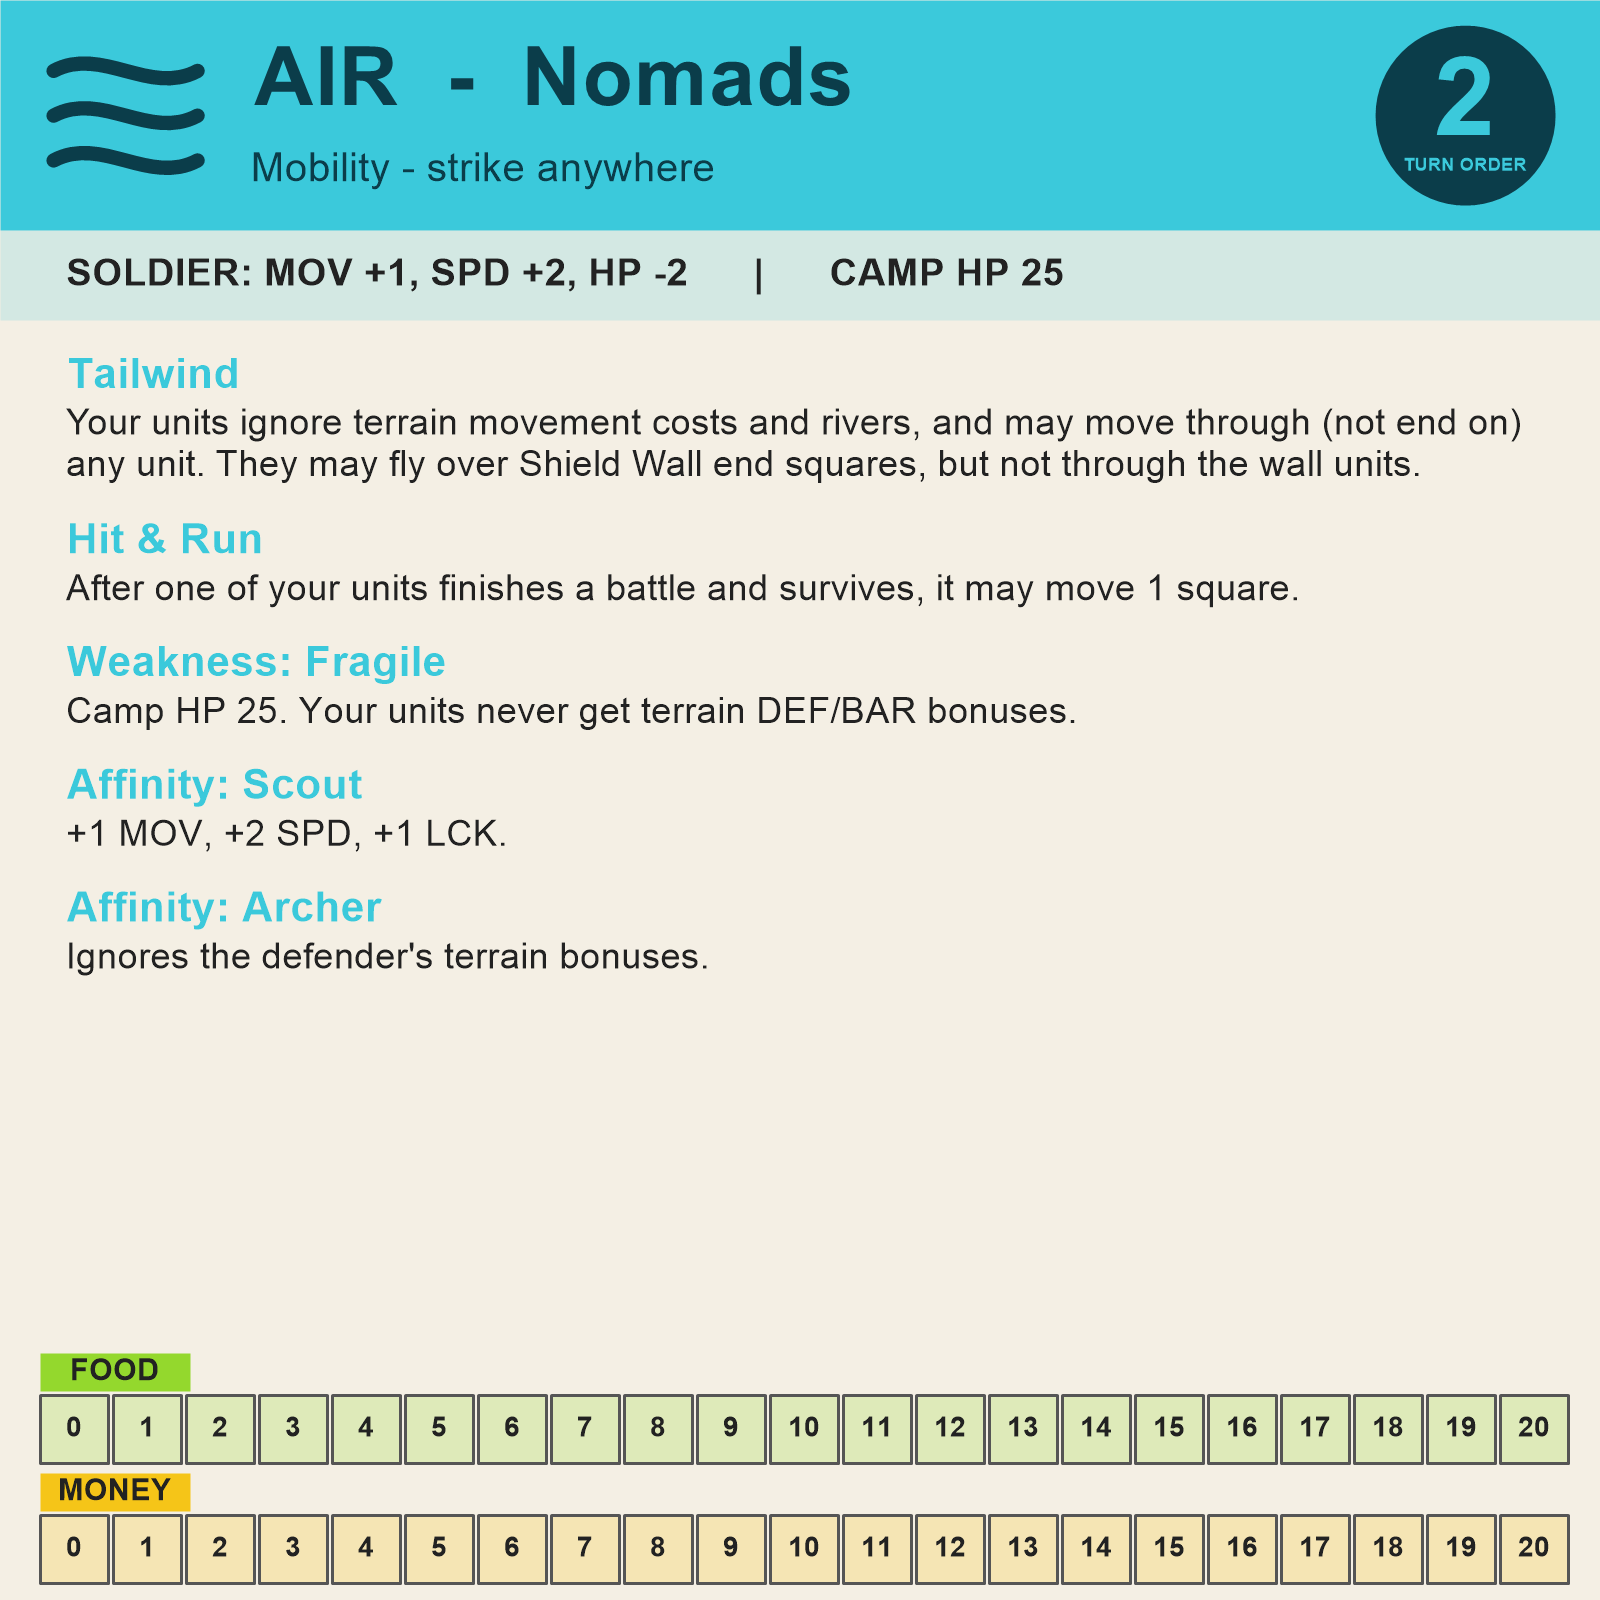 AIR - Nomads
Mobility - strike anywhere
2
TURN ORDER
SOLDIER: MOV +1, SPD +2, HP -2 | CAMP HP 25
Tailwind
Your units ignore terrain movement costs and rivers, and may move through (not end on)
any unit. They may fly over Shield Wall end squares, but not through the wall units.
Hit & Run
After one of your units finishes a battle and survives, it may move 1 square.
Weakness: Fragile
Camp HP 25. Your units never get terrain DEF/BAR bonuses.
Affinity: Scout
+1 MOV, +2 SPD, +1 LCK.
Affinity: Archer
Ignores the defender's terrain bonuses.
FOOD
0 1 2 3 4 5 6 7 8 9 10 11 12 13 14 15 16 17 18 19 20
MONEY
0 1 2 3 4 5 6 7 8 9 10 11 12 13 14 15 16 17 18 19 20